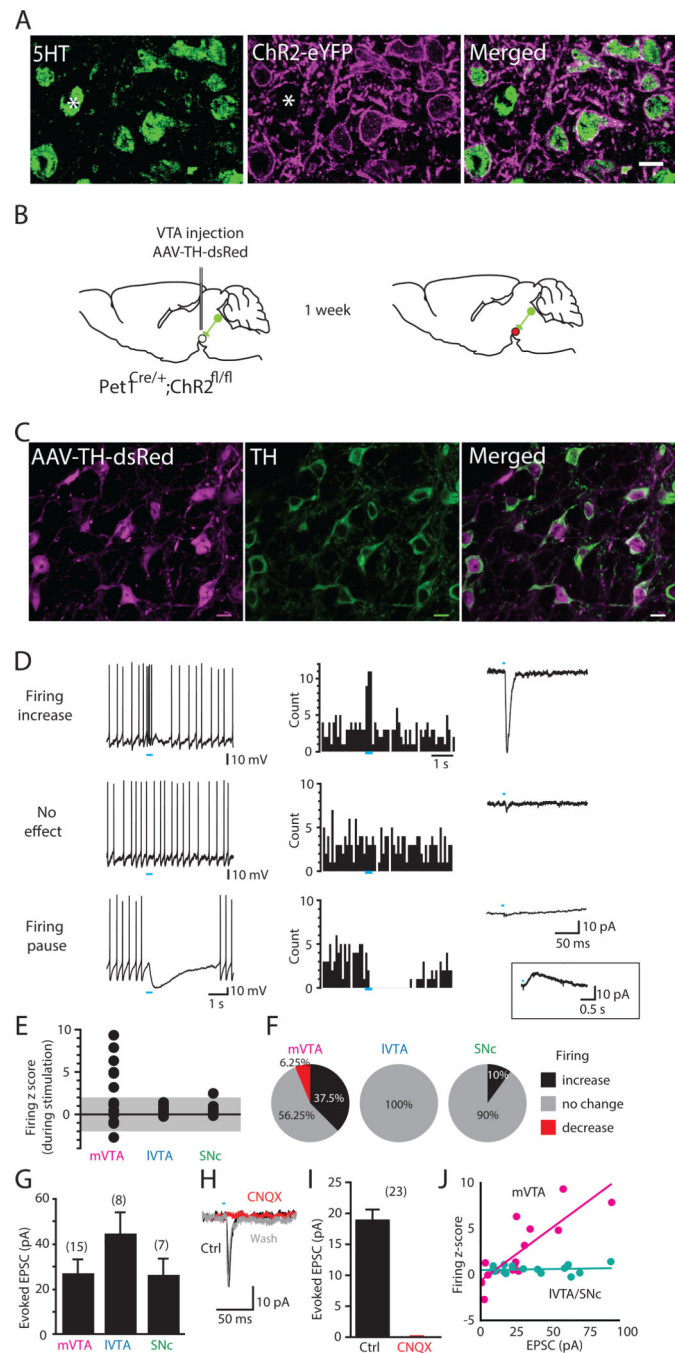 A
5HT
ChR2-eYFP
Merged
*
*
B
VTA injection
AAV-TH-dsRed
1 week
Pet1Cre/+;ChR2fl/fl
C
AAV-TH-dsRed
TH
Merged
D
Firing
increase
10 mV
Count
10
5
0
1 s
No
effect
10 mV
Count
10
5
0
Firing
pause
10 mV
1 s
Count
10
5
0
10 pA
50 ms
10 pA
0.5 s
E
Firing z score
(during stimulation)
10
5
0
mVTA
lVTA
SNc
F
mVTA
lVTA
SNc
6.25%
37.5%
56.25%
100%
10%
90%
Firing
increase
no change
decrease
G
Evoked EPSC (pA)
60
40
20
0
(15)
(8)
(7)
mVTA
lVTA
SNc
H
CNQX
Wash
Ctrl
10 pA
50 ms
I
Evoked EPSC (pA)
25
20
15
10
5
0
(23)
Ctrl
CNQX
J
Firing z-score
10
5
0
mVTA
lVTA/SNc
0
25
50
75
100
EPSC (pA)